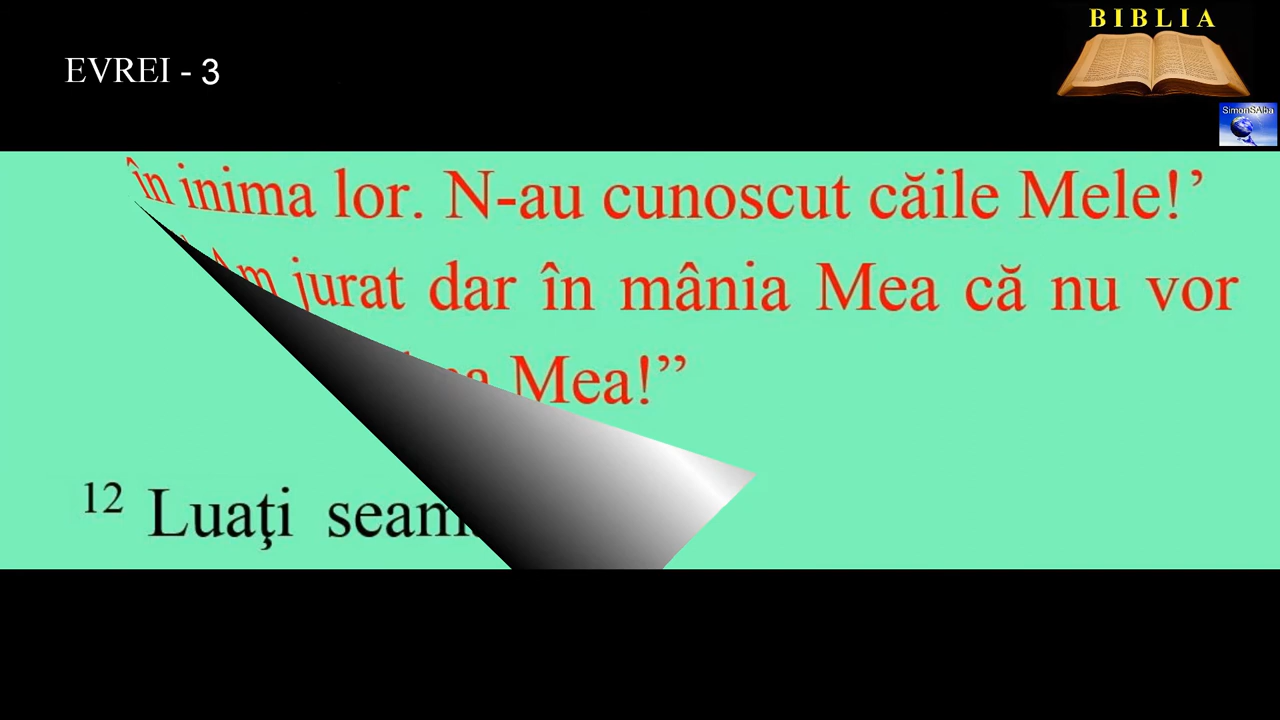 BIBLIA
EVREI - 3
SimonSAlba
în inima lor. N-au cunoscut căile Mele!’
Am jurat dar în mânia Mea că nu vor
Mea!”
12 Luaţi